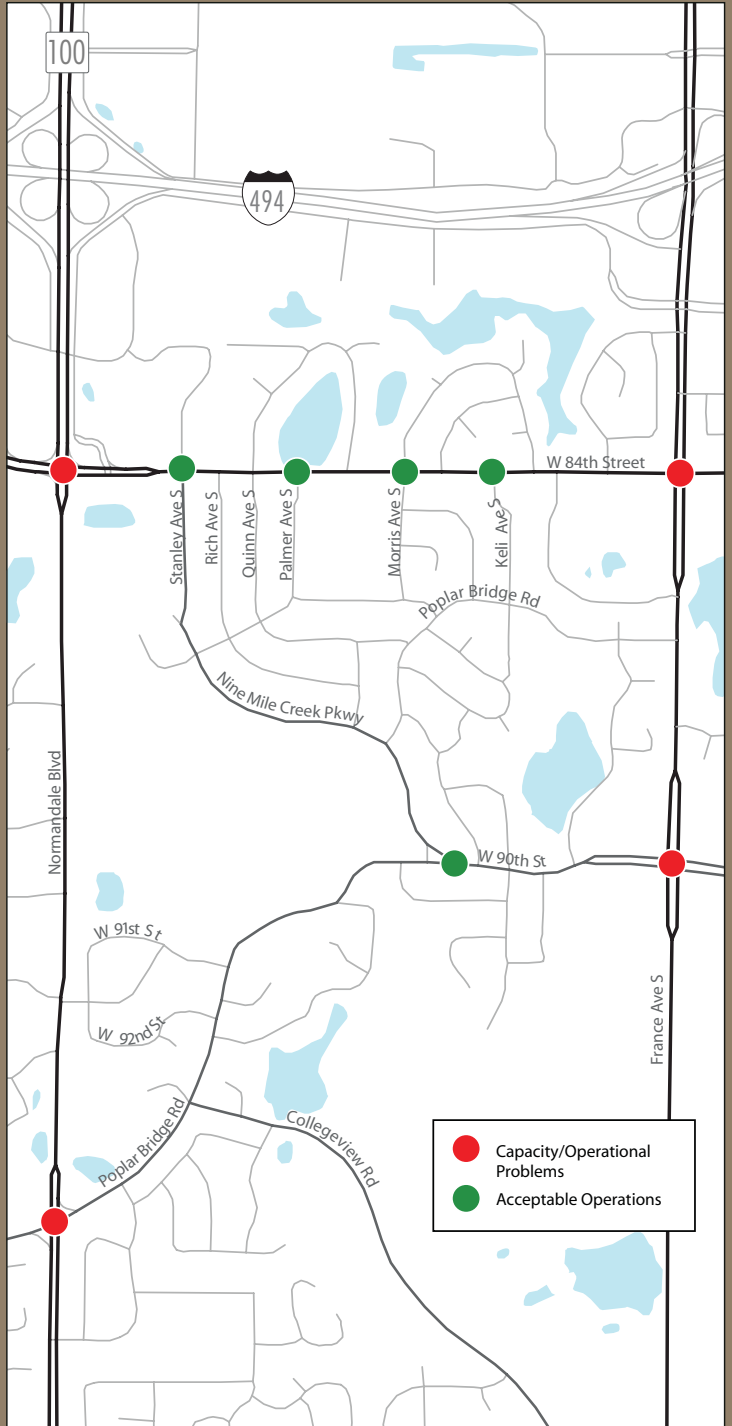 100
494
W 84th Street
Stanley Ave S
Rich Ave S
Quinn Ave S
Palmer Ave S
Morris Ave S
Keli Ave S
Poplar Bridge Rd
Nine Mile Creek Pkwy
Normandale Blvd
W 90th St
W 91st St
France Ave S
W 92nd St
Poplar Bridge Rd
Collegeview Rd
Capacity/Operational
Problems
Acceptable Operations